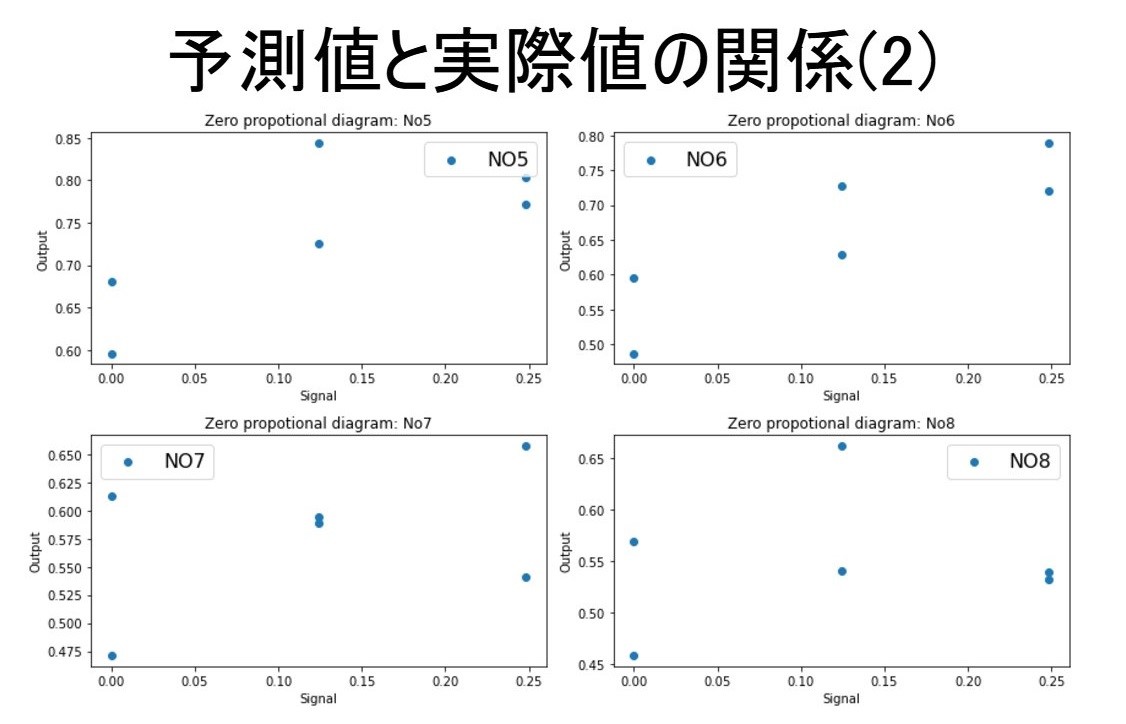 予測値と実際値の関係(2)
Zero propotional diagram: No5
0.85
0.80
0.75
0.70
0.65
0.60
Output
NO5
0.00 0.05 0.10 0.15 0.20 0.25
Signal
Zero propotional diagram: No6
0.80
0.75
0.70
0.65
0.60
0.55
0.50
Output
NO6
0.00 0.05 0.10 0.15 0.20 0.25
Signal
Zero propotional diagram: No7
0.650
0.625
0.600
0.575
0.550
0.525
0.500
0.475
Output
NO7
0.00 0.05 0.10 0.15 0.20 0.25
Signal
Zero propotional diagram: No8
0.65
0.60
0.55
0.50
0.45
Output
NO8
0.00 0.05 0.10 0.15 0.20 0.25
Signal